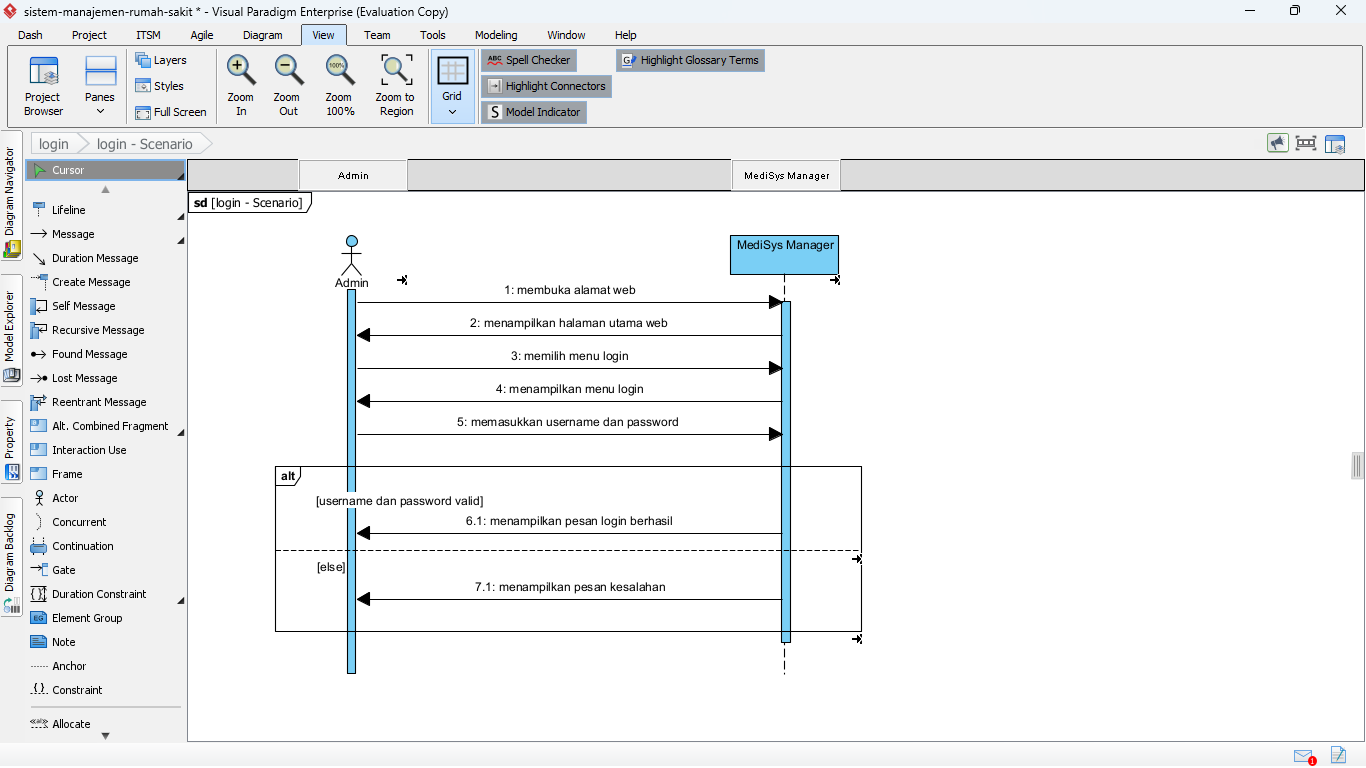 sistem-manajemen-rumah-sakit * - Visual Paradigm Enterprise (Evaluation Copy)
Dash Project ITSM Agile Diagram View Team Tools Modeling Window Help
Project Browser
Panes
Layers
Styles
Full Screen
Zoom In
Zoom Out
100%
Zoom 100%
Zoom to Region
Grid
ABC Spell Checker
Highlight Connectors
S Model Indicator
G Highlight Glossary Terms
login
login - Scenario
Diagram Navigator
Model Explorer
Property
Diagram Backlog
Cursor
Lifeline
Message
Duration Message
Create Message
Self Message
Recursive Message
Found Message
Lost Message
Reentrant Message
Alt. Combined Fragment
Interaction Use
Frame
Actor
Concurrent
Continuation
Gate
Duration Constraint
EG Element Group
Note
Anchor
{.} Constraint
Allocate
Admin
MediSys Manager
sd [login - Scenario]
Admin
MediSys Manager
1: membuka alamat web
2: menampilkan halaman utama web
3: memilih menu login
4: menampilkan menu login
5: memasukkan username dan password
alt
[username dan password valid]
6.1: menampilkan pesan login berhasil
[else]
7.1: menampilkan pesan kesalahan
1